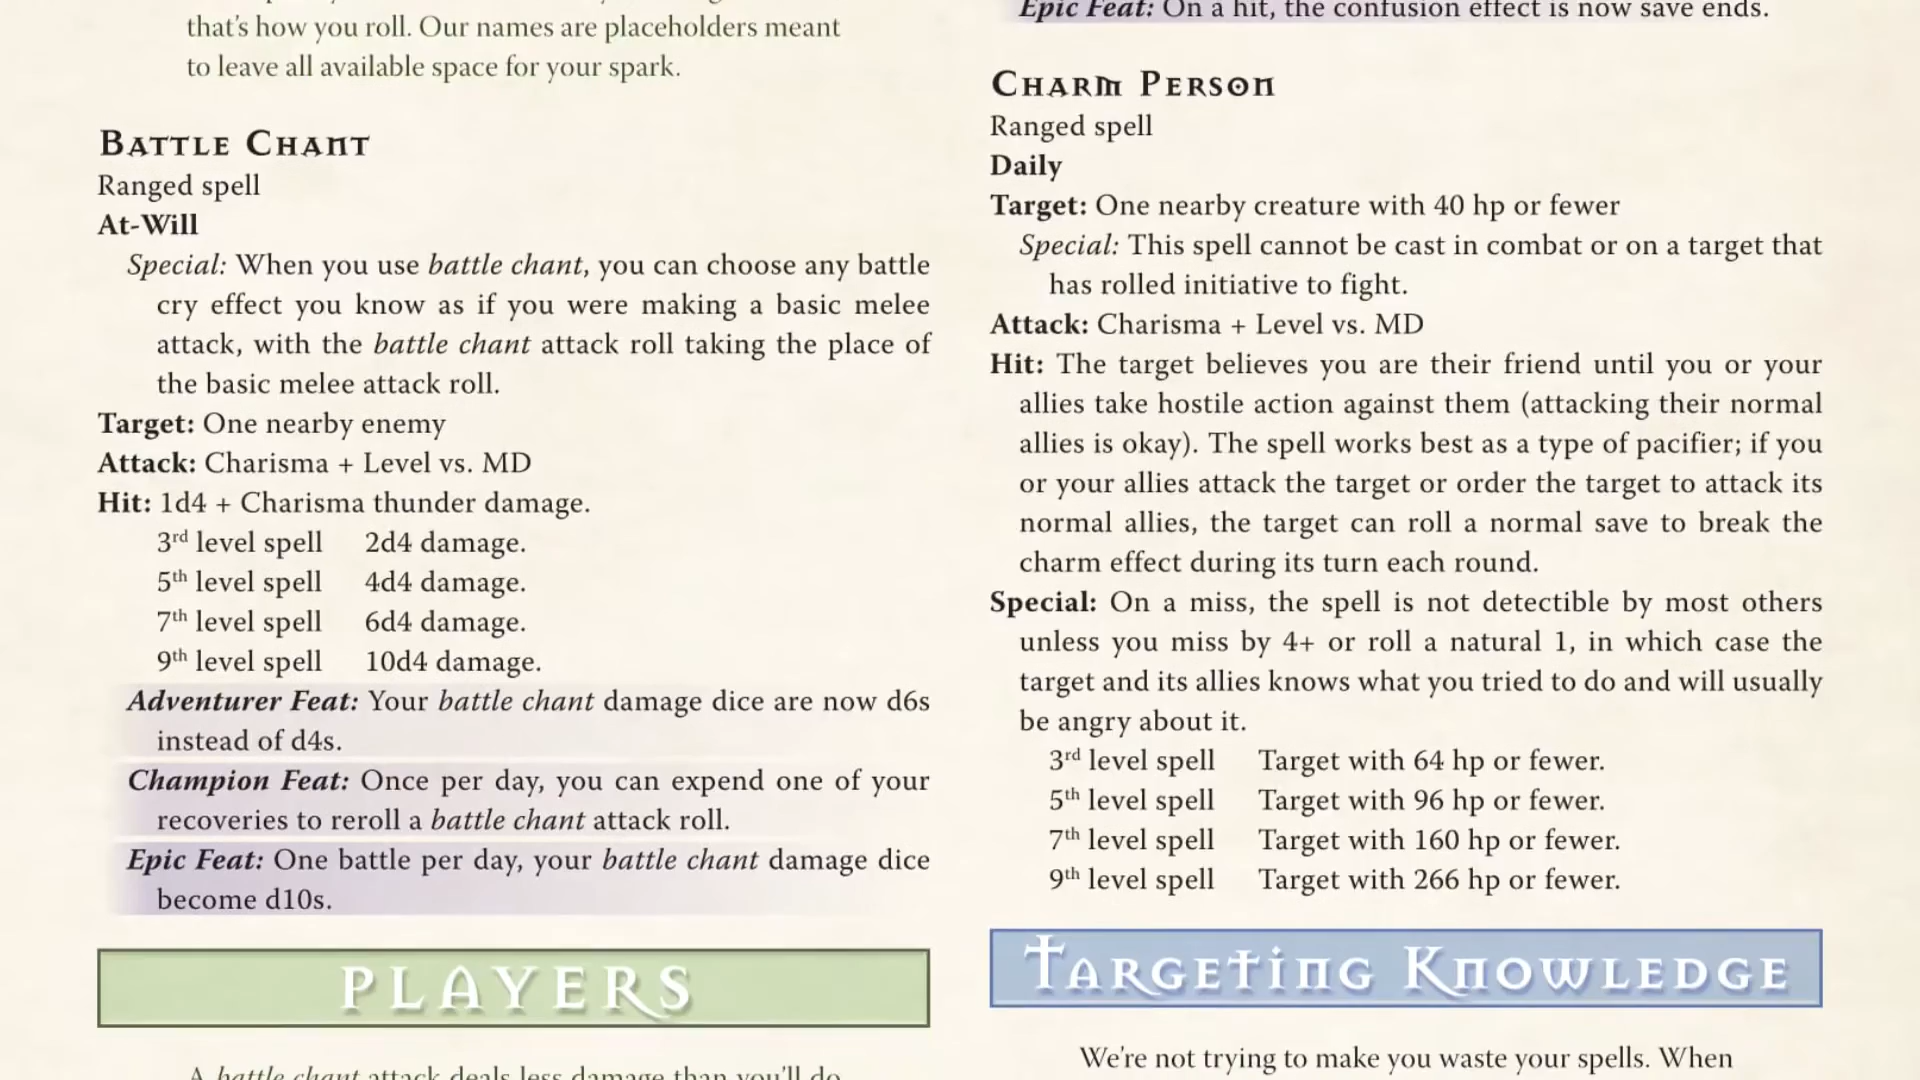 that's how you roll. Our names are placeholders meant
to leave all available space for your spark.
Battle Chant
Ranged spell
At-Will
Special: When you use battle chant, you can choose any battle
cry effect you know as if you were making a basic melee
attack, with the battle chant attack roll taking the place of
the basic melee attack roll.
Target: One nearby enemy
Attack: Charisma + Level vs. MD
Hit: 1d4 + Charisma thunder damage.
3rd level spell 2d4 damage.
5th level spell 4d4 damage.
7th level spell 6d4 damage.
9th level spell 10d4 damage.
Adventurer Feat: Your battle chant damage dice are now d6s
instead of d4s.
Champion Feat: Once per day, you can expend one of your
recoveries to reroll a battle chant attack roll.
Epic Feat: One battle per day, your battle chant damage dice
become d10s.
PLAYERS
A battle chant attack deals less damage than you'll do
Epic Feat: On a hit, the confusion effect is now save ends.
Charm Person
Ranged spell
Daily
Target: One nearby creature with 40 hp or fewer
Special: This spell cannot be cast in combat or on a target that
has rolled initiative to fight.
Attack: Charisma + Level vs. MD
Hit: The target believes you are their friend until you or your
allies take hostile action against them (attacking their normal
allies is okay). The spell works best as a type of pacifier; if you
or your allies attack the target or order the target to attack its
normal allies, the target can roll a normal save to break the
charm effect during its turn each round.
Special: On a miss, the spell is not detectible by most others
unless you miss by 4+ or roll a natural 1, in which case the
target and its allies knows what you tried to do and will usually
be angry about it.
3rd level spell Target with 64 hp or fewer.
5th level spell Target with 96 hp or fewer.
7th level spell Target with 160 hp or fewer.
9th level spell Target with 266 hp or fewer.
Targeting Knowledge
We're not trying to make you waste your spells. When